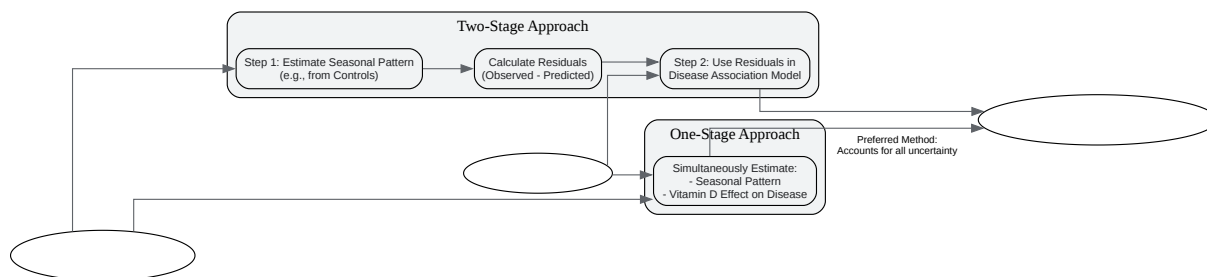 Two-Stage Approach
Step 1: Estimate Seasonal Pattern
(e.g., from Controls)
Calculate Residuals
(Observed - Predicted)
Step 2: Use Residuals in
Disease Association Model
One-Stage Approach
Preferred Method:
Accounts for all uncertainty
Simultaneously Estimate:
- Seasonal Pattern
- Vitamin D Effect on Disease